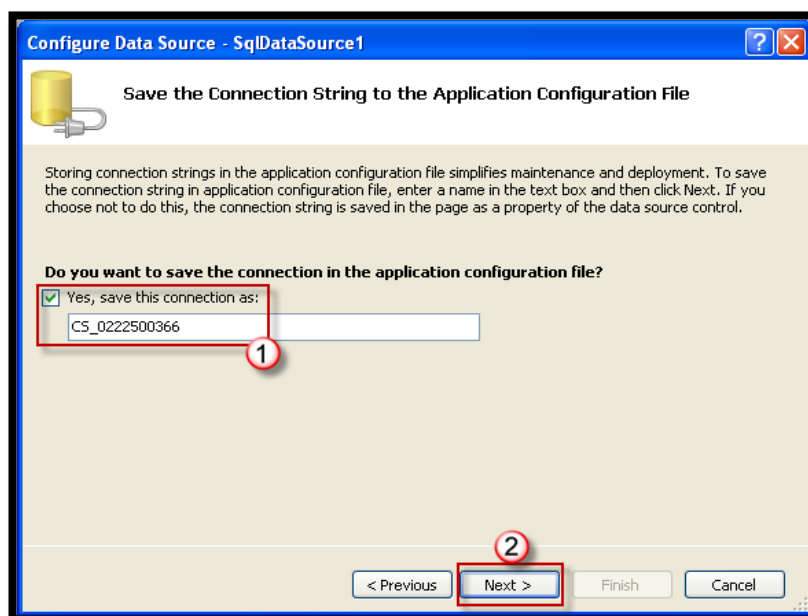 Configure Data Source - SqlDataSource1
Save the Connection String to the Application Configuration File
Storing connection strings in the application configuration file simplifies maintenance and deployment. To save
the connection string in application configuration file, enter a name in the text box and then click Next. If you
choose not to do this, the connection string is saved in the page as a property of the data source control.
Do you want to save the connection in the application configuration file?
Yes, save this connection as:
CS_0222500366
1
2
< Previous Next > Finish Cancel